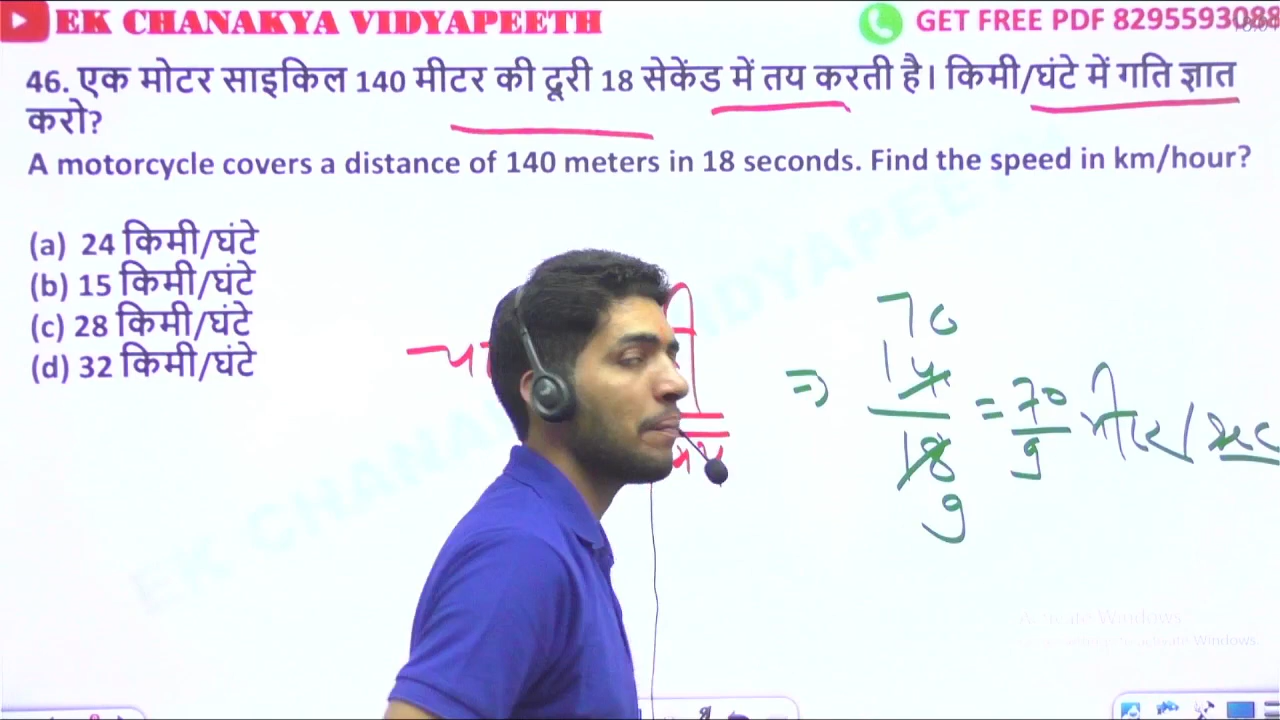 EK CHANAKYA VIDYAPEETH
GET FREE PDF 8295593088
46. एक मोटर साइकिल 140 मीटर की दूरी 18 सेकेंड में तय करती है। किमी/घंटे में गति ज्ञात
करो?
A motorcycle covers a distance of 140 meters in 18 seconds. Find the speed in km/hour?
(a) 24 किमी/घंटे
(b) 15 किमी/घंटे
(c) 28 किमी/घंटे
(d) 32 किमी/घंटे
70
18
9
= 70/9
Activate Windows